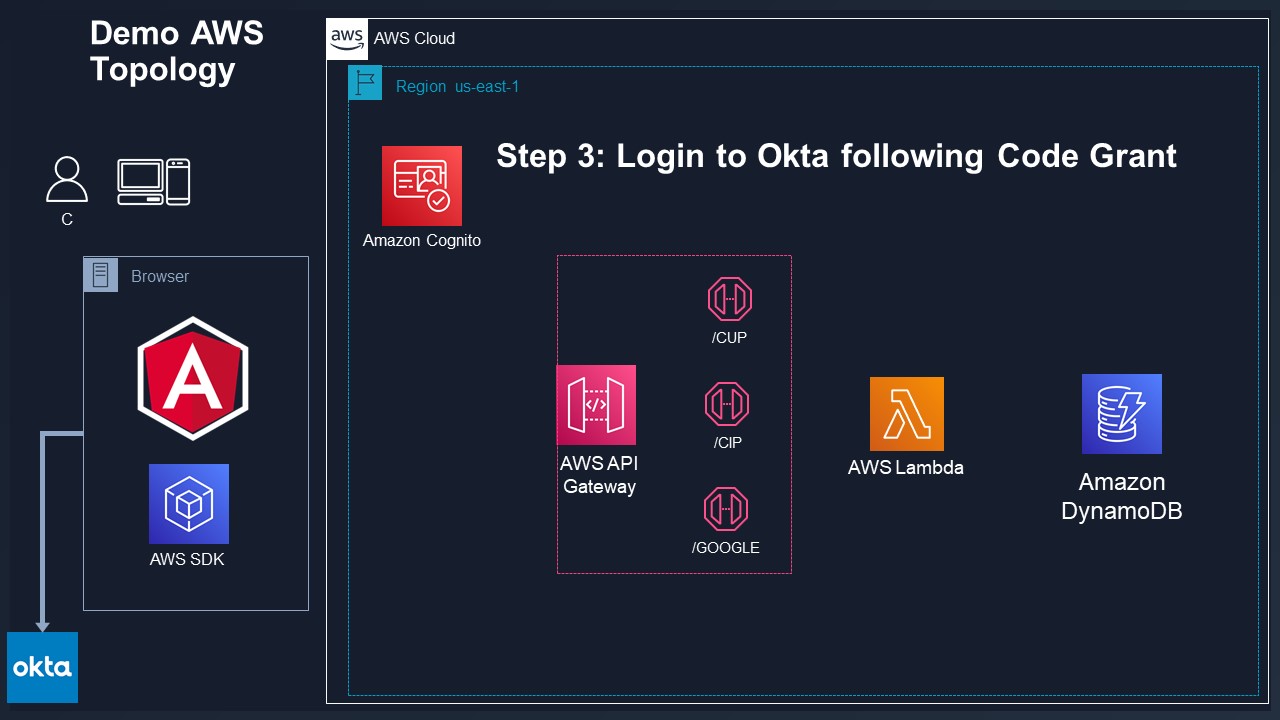 Demo AWS
Topology
aws
AWS Cloud
Region us-east-1
Step 3: Login to Okta following Code Grant
C
Amazon Cognito
Browser
/CUP
/CIP
/GOOGLE
AWS API
Gateway
AWS Lambda
Amazon
DynamoDB
AWS SDK
okta